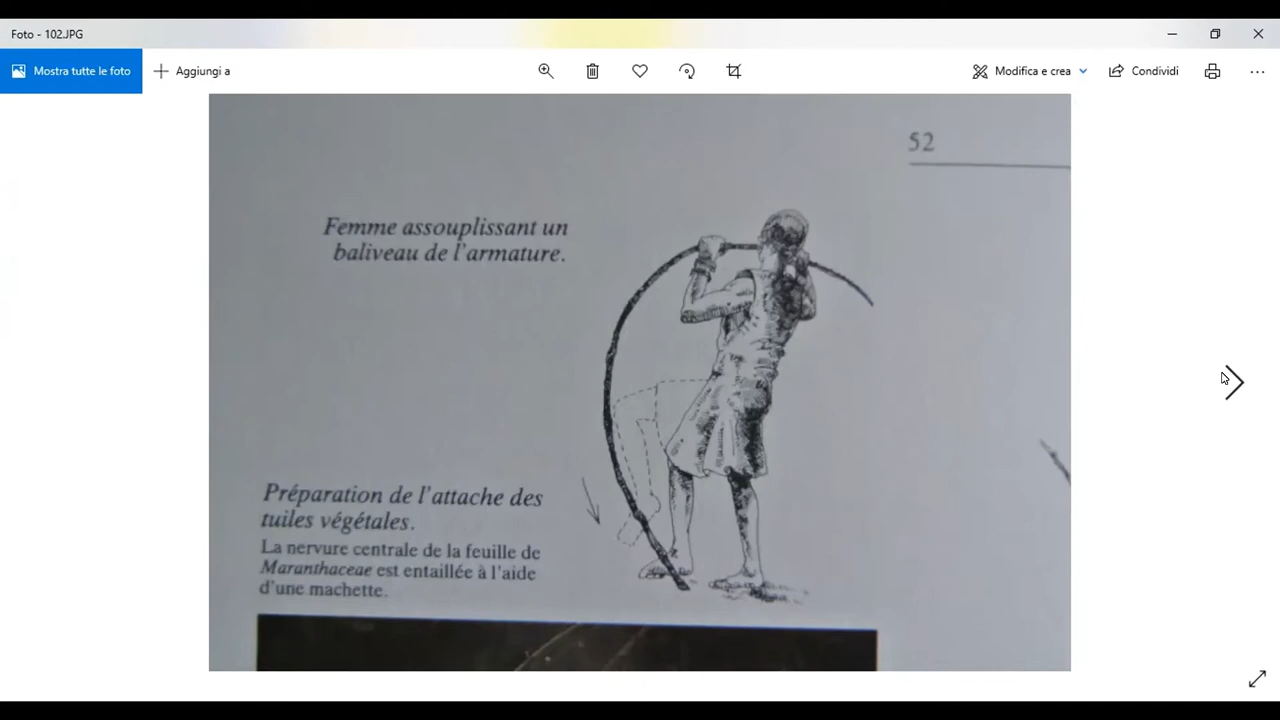 Foto - 102.JPG
Mostra tutte le foto
Aggiungi a
Modifica e crea
Condividi
52
Femme assouplissant un
baliveau de l'armature.
Préparation de l'attache des
tuiles végétales.
La nervure centrale de la feuille de
Maranthaceae est entaillée à l'aide
d'une machette.